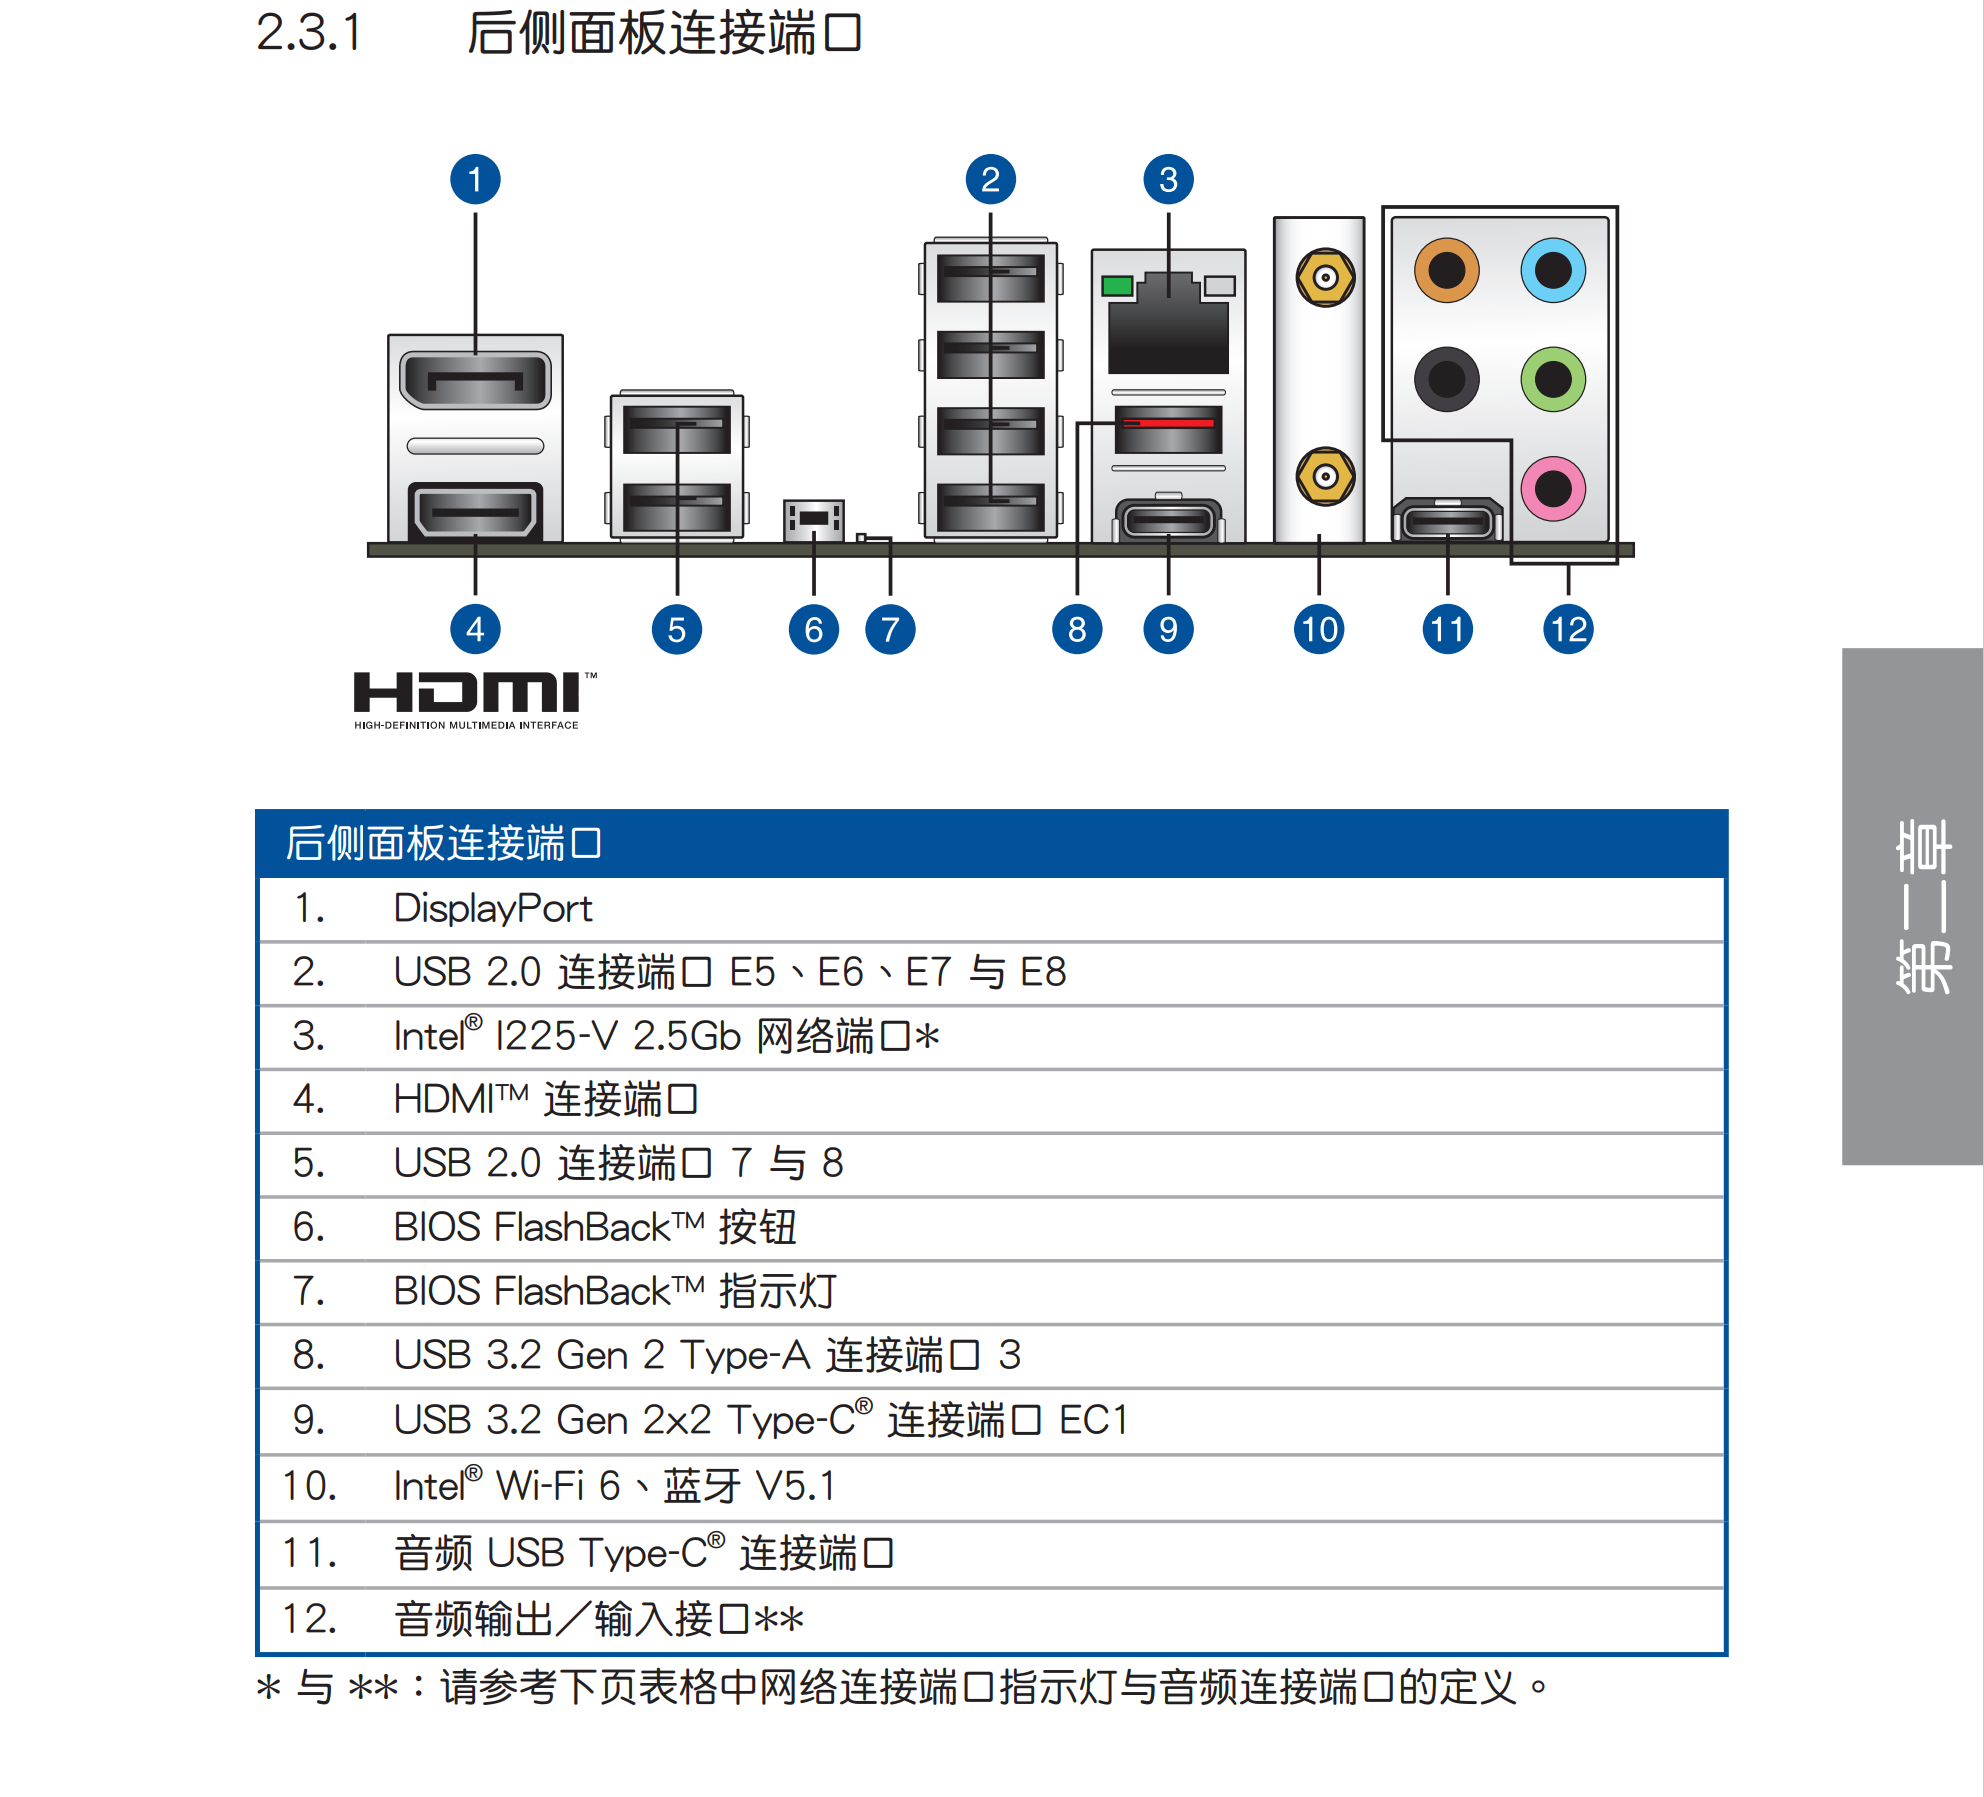 2.3.1 后侧面板连接端口
1 2 3
4 5 6 7 8 9 10 11 12
HDMI™
HIGH-DEFINITION MULTIMEDIA INTERFACE
第二章
后侧面板连接端口
1. DisplayPort
2. USB 2.0 连接端口 E5、E6、E7 与 E8
3. Intel® I225-V 2.5Gb 网络端口*
4. HDMI™ 连接端口
5. USB 2.0 连接端口 7 与 8
6. BIOS FlashBack™ 按钮
7. BIOS FlashBack™ 指示灯
8. USB 3.2 Gen 2 Type-A 连接端口 3
9. USB 3.2 Gen 2x2 Type-C® 连接端口 EC1
10. Intel® Wi-Fi 6、蓝牙 V5.1
11. 音频 USB Type-C® 连接端口
12. 音频输出／输入接口**
* 与 **：请参考下页表格中网络连接端口指示灯与音频连接端口的定义。